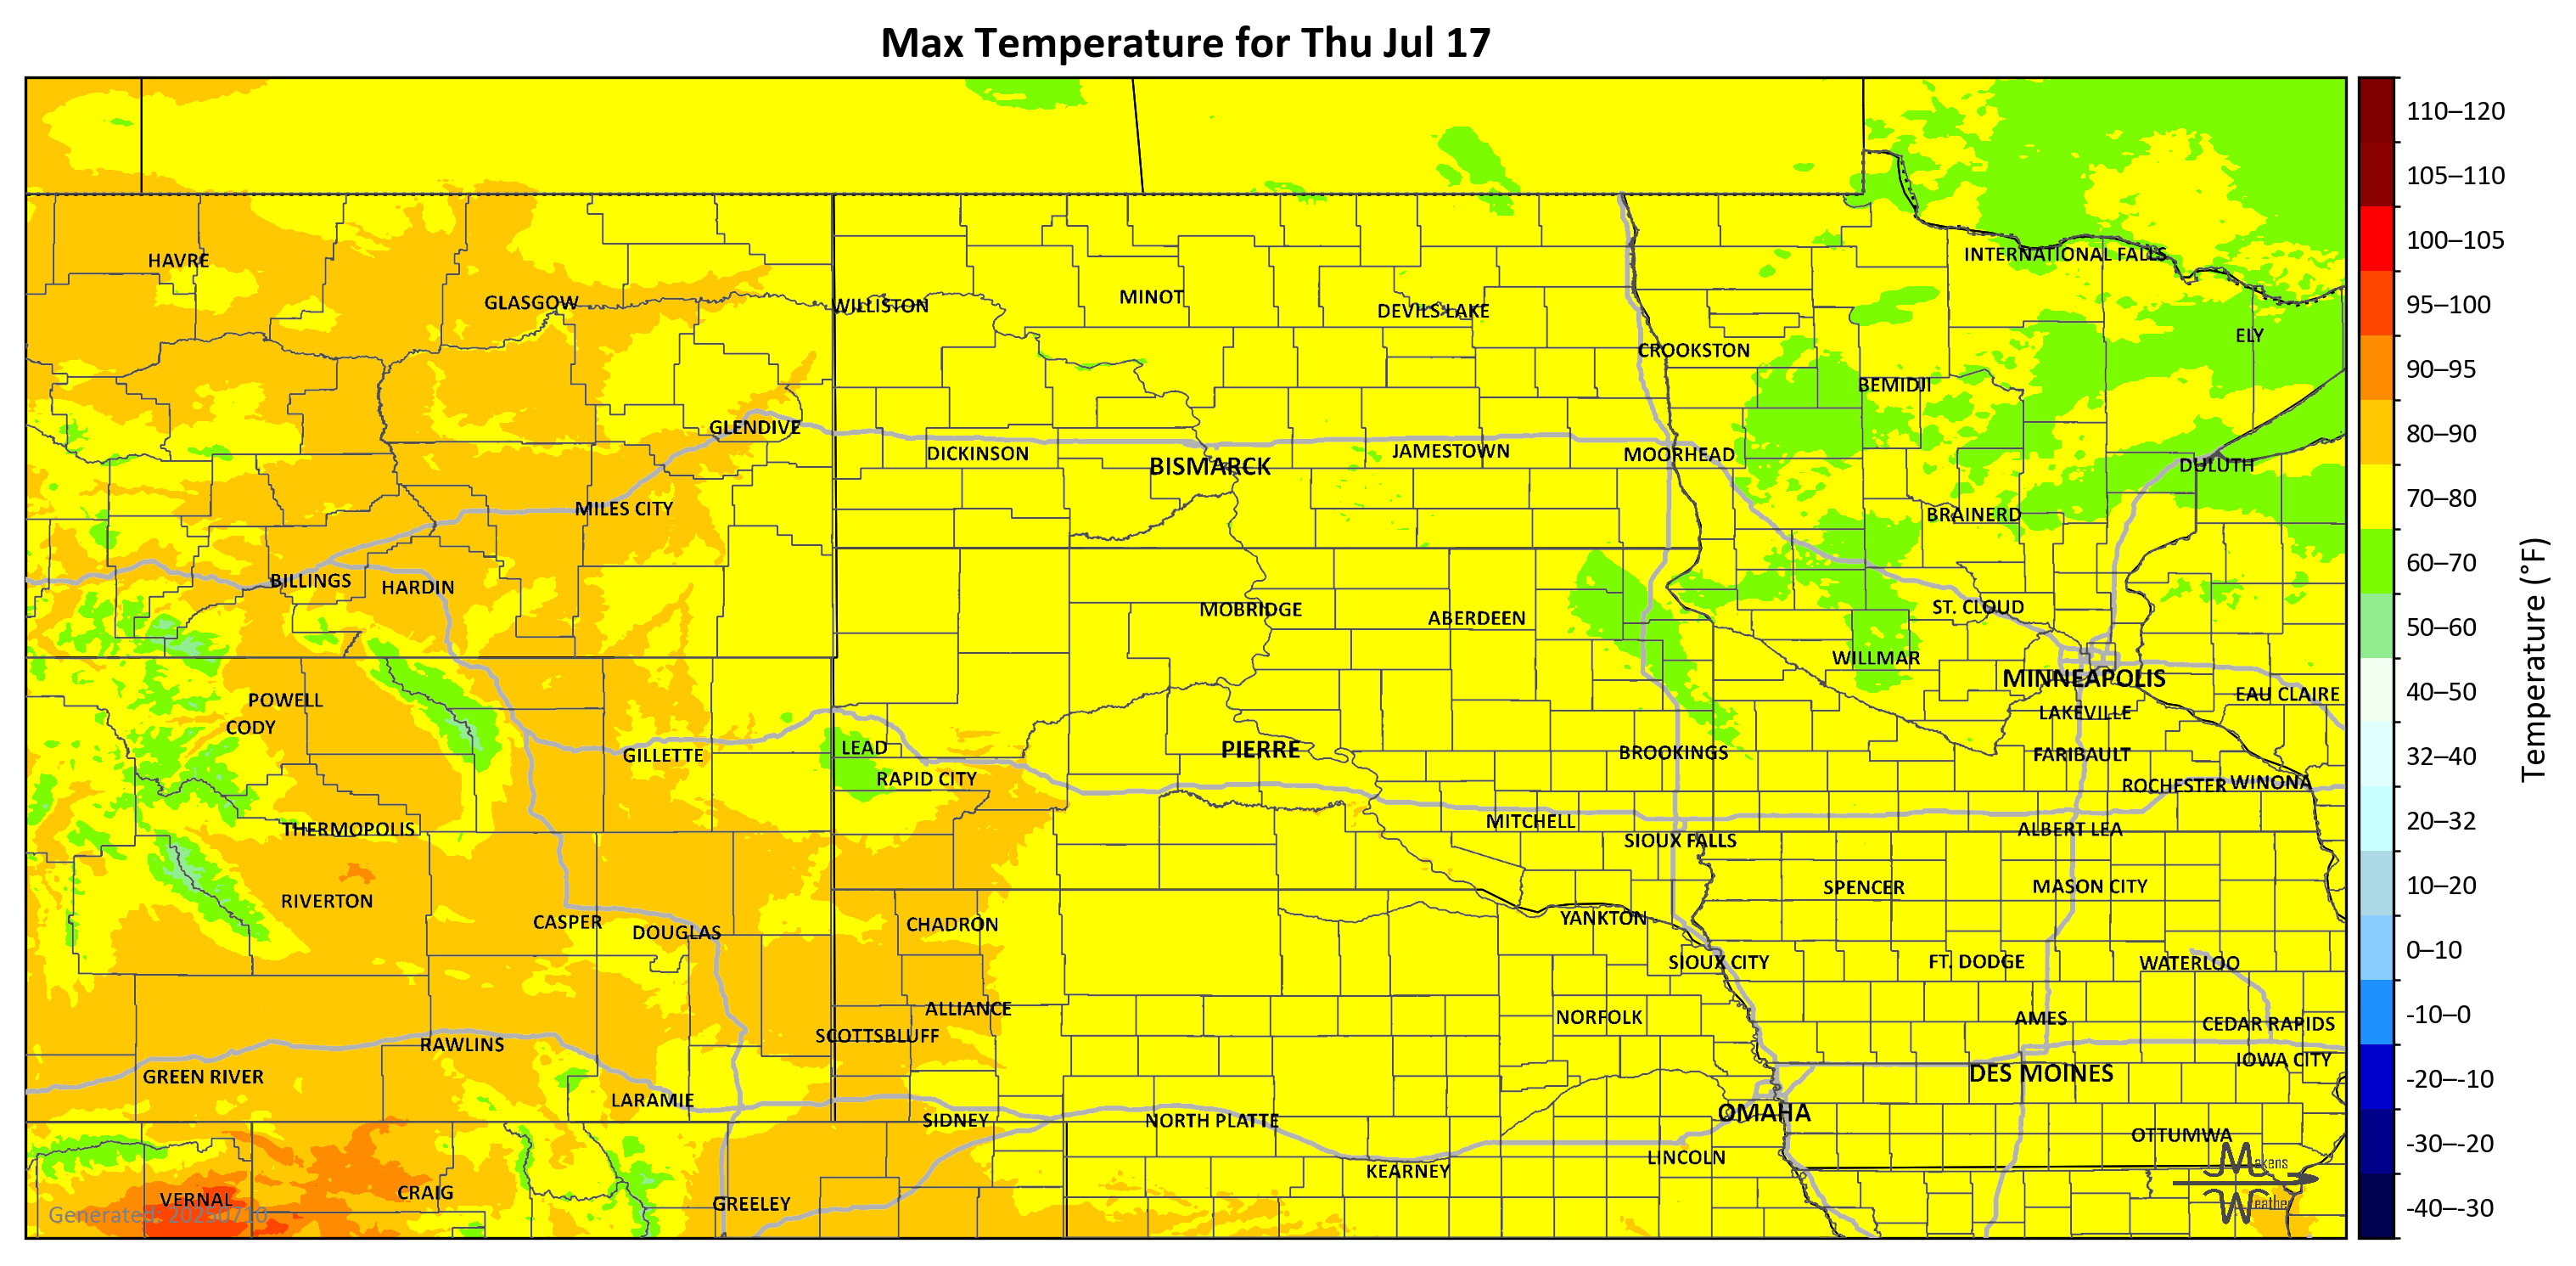 Max Temperature for Thu Jul 17
HAVRE
GLASGOW
WILLISTON
MINOT
DEVILS LAKE
INTERNATIONAL FALLS
ELY
CROOKSTON
BEMIDJI
GLENDIVE
DICKINSON
BISMARCK
JAMESTOWN
MOORHEAD
DULUTH
MILES CITY
BRAINERD
BILLINGS
HARDIN
MOBRIDGE
ABERDEEN
ST. CLOUD
WILLMAR
MINNEAPOLIS
EAU CLAIRE
POWELL
CODY
LAKEVILLE
GILLETTE
LEAD
RAPID CITY
PIERRE
BROOKINGS
FARIBAULT
ROCHESTER
WINONA
THERMOPOLIS
MITCHELL
SIOUX FALLS
ALBERT LEA
RIVERTON
SPENCER
MASON CITY
CASPER
DOUGLAS
CHADRON
YANKTON
SIOUX CITY
FT. DODGE
WATERLOO
ALLIANCE
SCOTTSBLUFF
NORFOLK
AMES
CEDAR RAPIDS
RAWLINS
IOWA CITY
GREEN RIVER
DES MOINES
LARAMIE
SIDNEY
NORTH PLATTE
OMAHA
OTTUMWA
KEARNEY
LINCOLN
VERNAL
CRAIG
GREELEY
Generated: 20250710
Makens
Weather
110–120
105–110
100–105
95–100
90–95
80–90
70–80
60–70
50–60
40–50
32–40
20–32
10–20
0–10
-10–0
-20–-10
-30–-20
-40–-30
Temperature (°F)